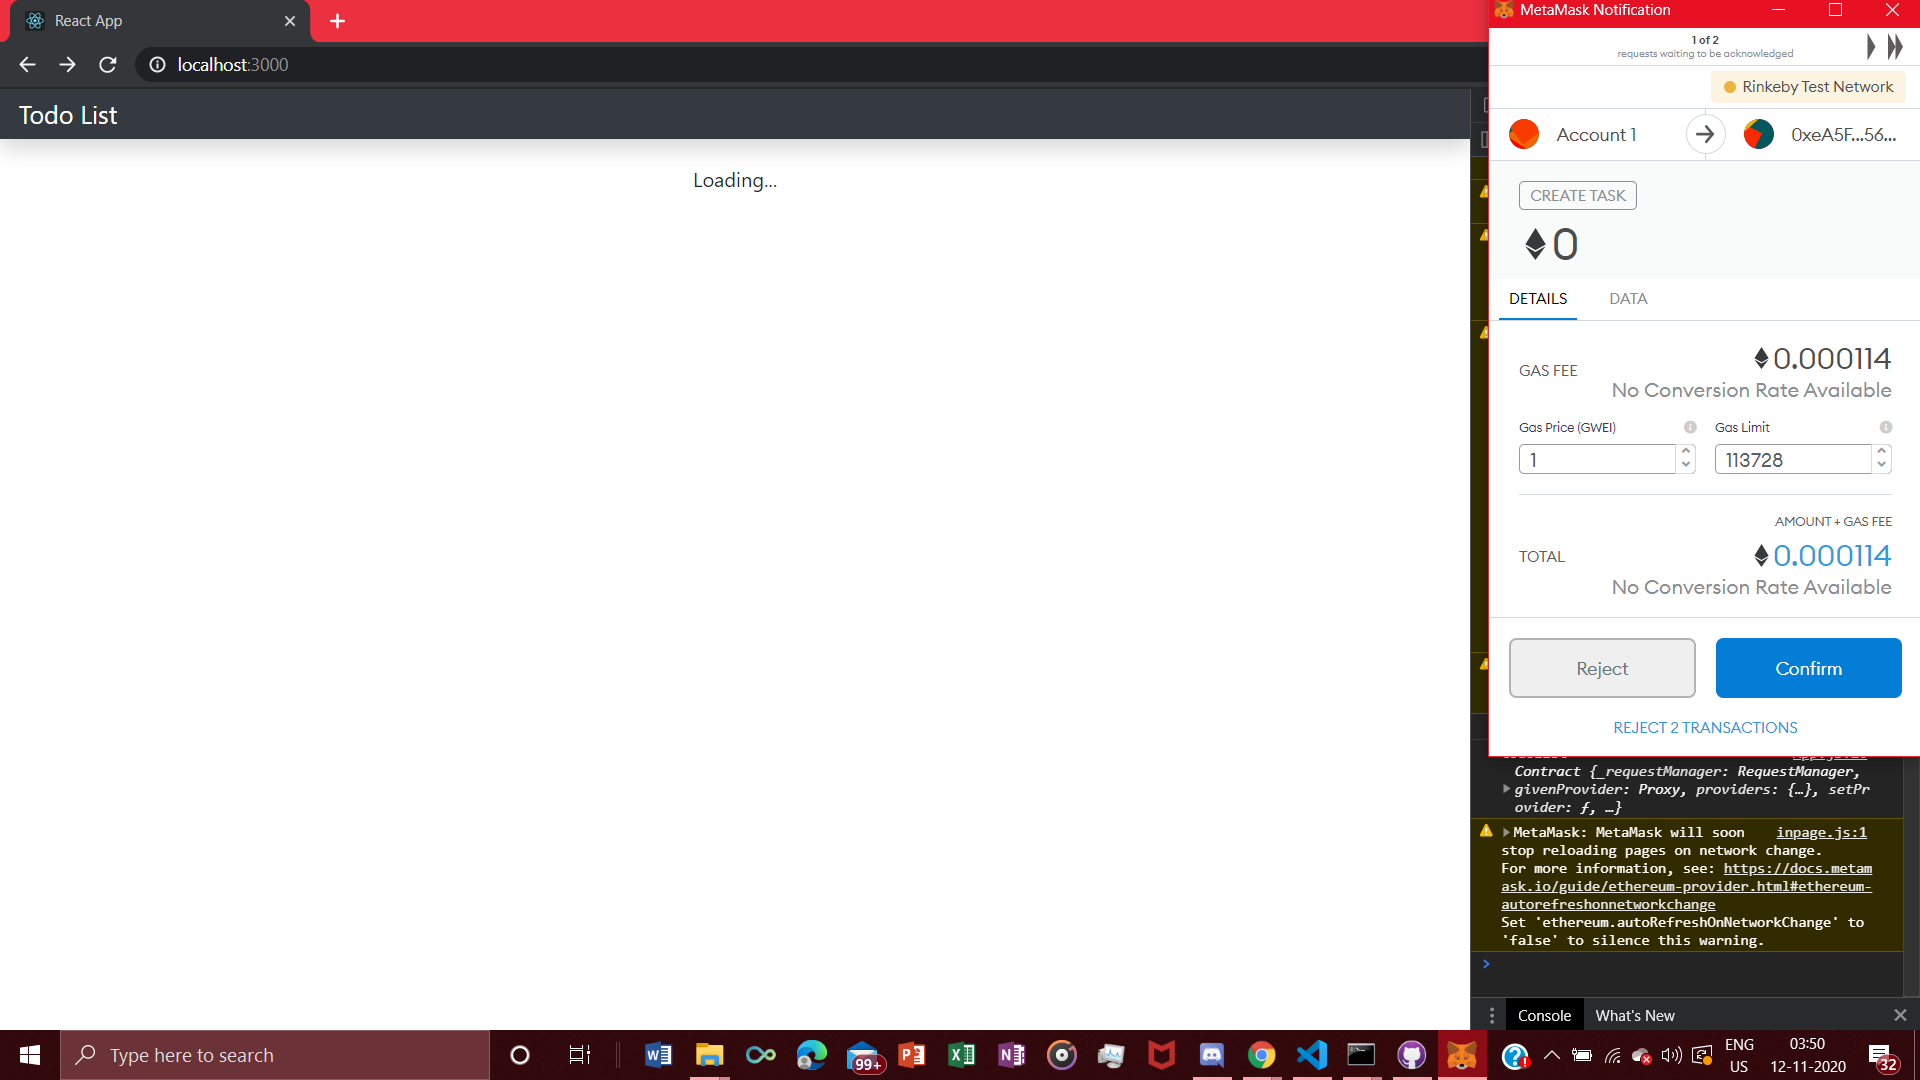 React App
localhost:3000
Todo List
Loading...
MetaMask Notification
1 of 2
requests waiting to be acknowledged
Rinkeby Test Network
Account 1
0xeA5F...56...
CREATE TASK
0
DETAILS DATA
GAS FEE
0.000114
No Conversion Rate Available
Gas Price (GWEI) Gas Limit
1 113728
AMOUNT + GAS FEE
TOTAL
0.000114
No Conversion Rate Available
Reject Confirm
REJECT 2 TRANSACTIONS
Contract {_requestManager: RequestManager,
givenProvider: Proxy, providers: {…}, setPr
ovider: ƒ, …}
MetaMask: MetaMask will soon inpage.js:1
stop reloading pages on network change.
For more information, see: https://docs.metam
ask.io/guide/ethereum-provider.html#ethereum-
autorefreshonnetworkchange
Set 'ethereum.autoRefreshOnNetworkChange' to
'false' to silence this warning.
Console What's New
Type here to search
99+
ENG
US
03:50
12-11-2020
32